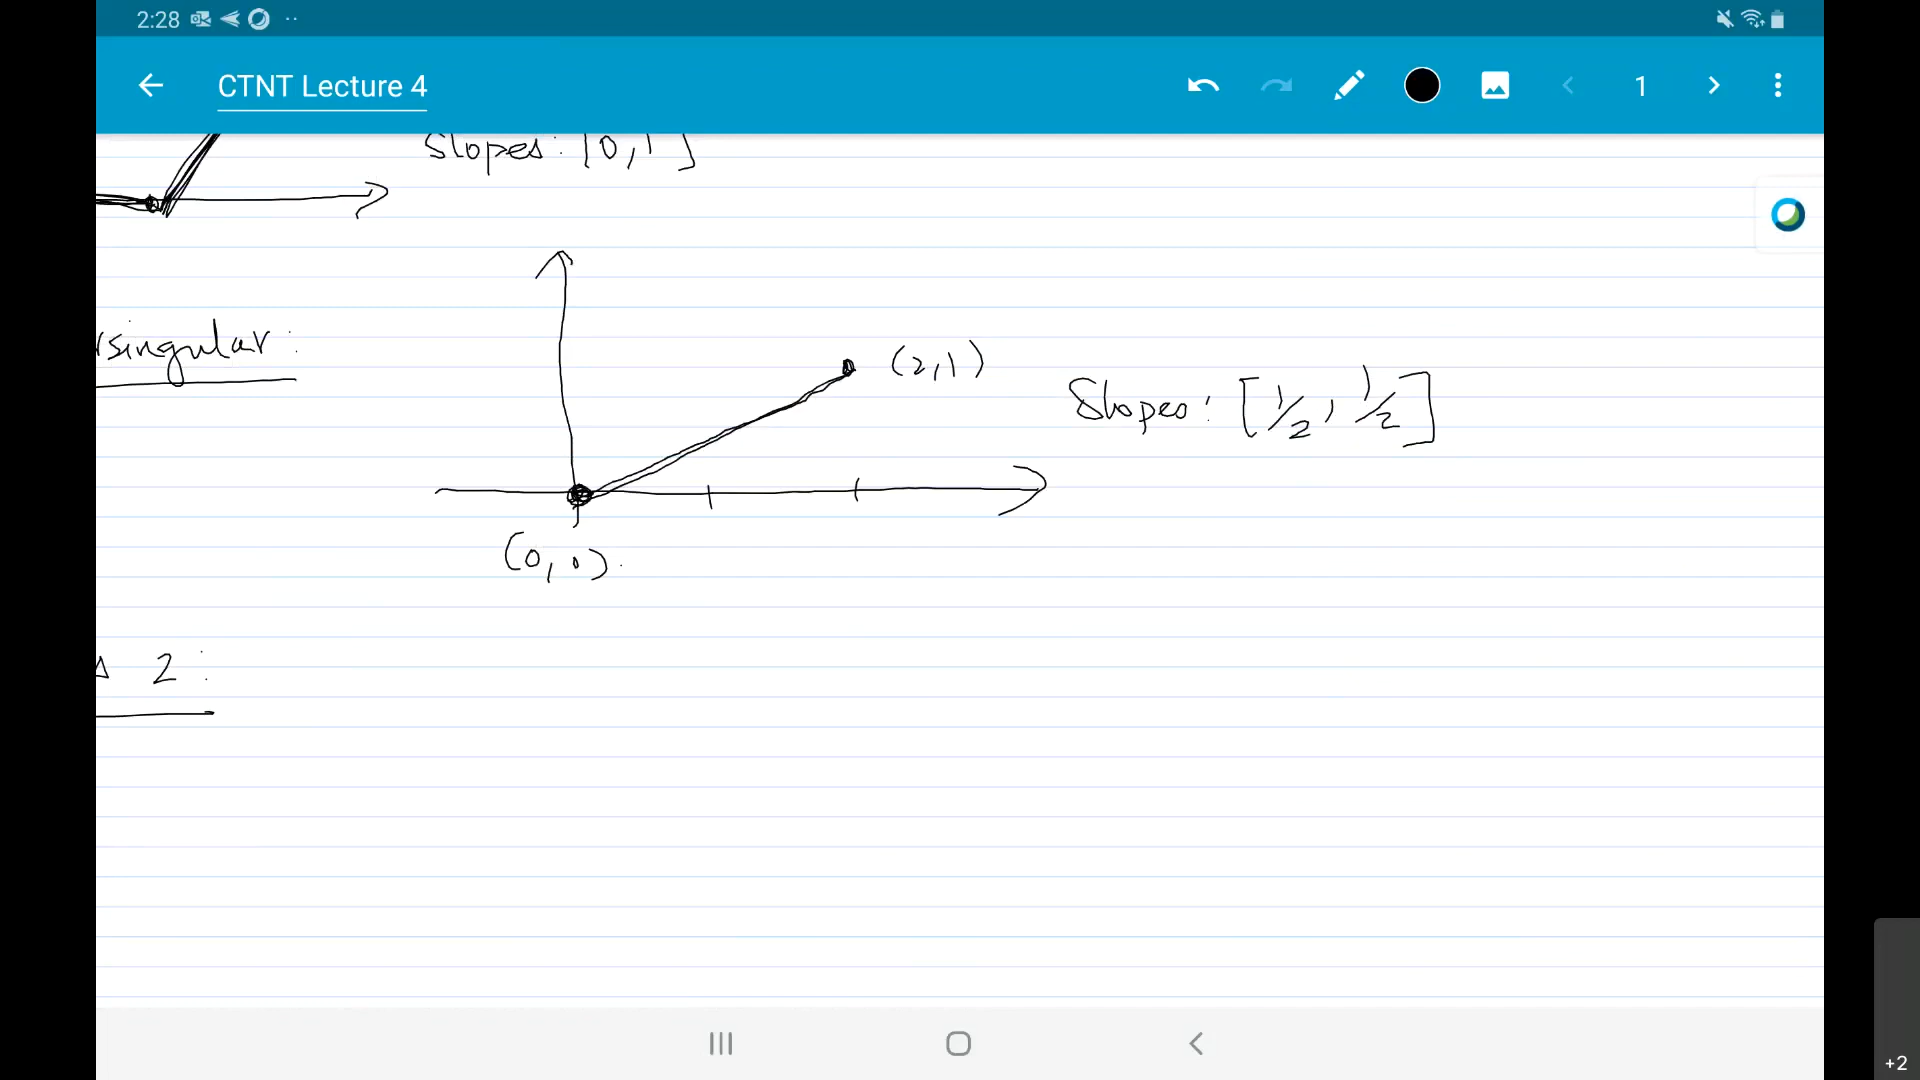 2:28
CTNT Lecture 4
1
Slopes: [0,1]
rsingular:
(2,1)
Slopes: [1/2, 1/2]
(0,0).
2:
+2